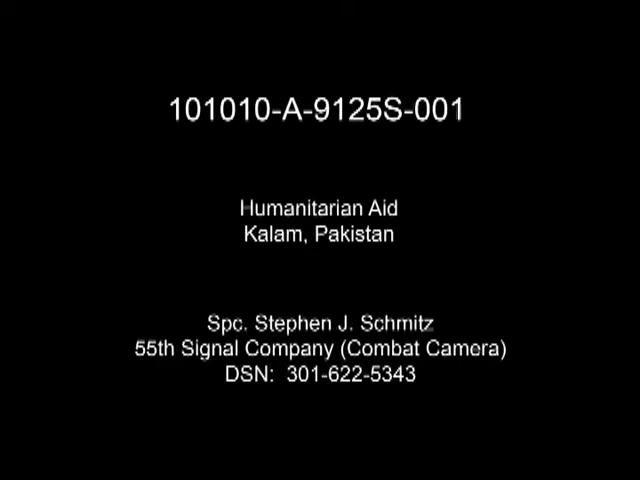 101010-A-9125S-001
Humanitarian Aid
Kalam, Pakistan
Spc. Stephen J. Schmitz
55th Signal Company (Combat Camera)
DSN: 301-622-5343